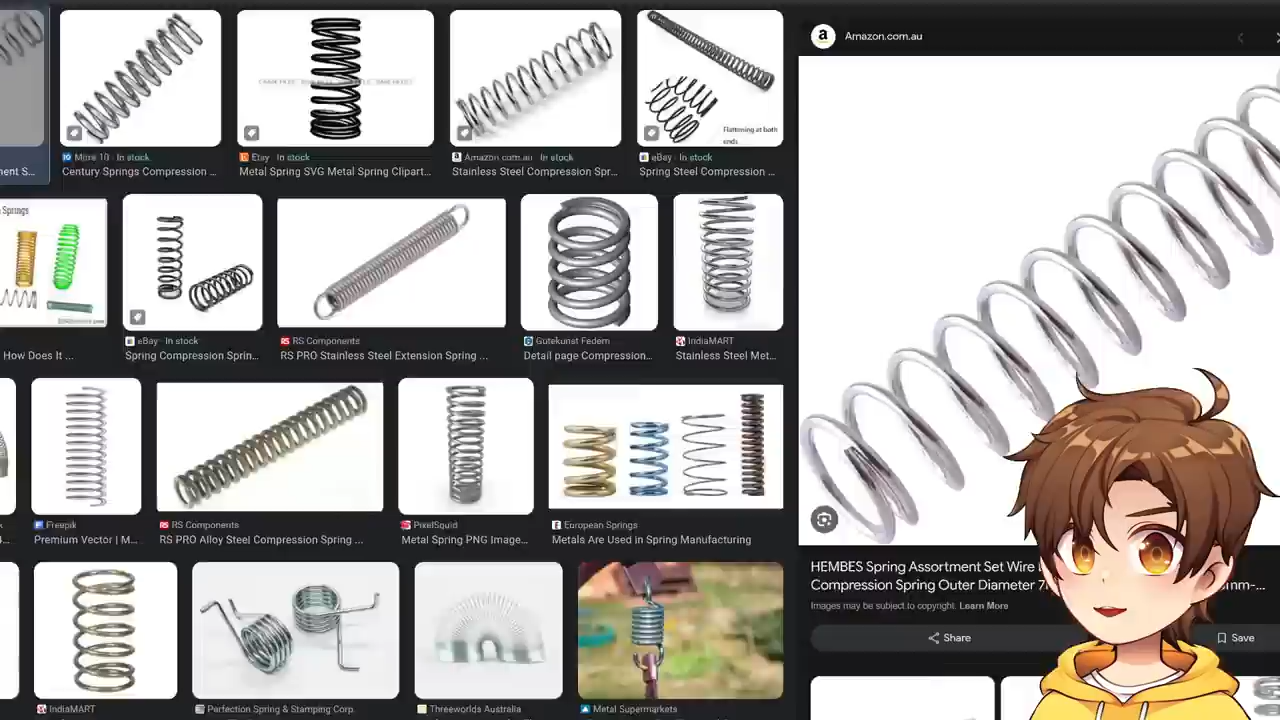 Amazon.com.au
Mitre 10 · In stock
Century Springs Compression ...
Etsy · In stock
Metal Spring SVG Metal Spring Clipart...
Amazon.com.au · In stock
Stainless Steel Compression Spr...
Flattening at both
ends
eBay · In stock
Spring Steel Compression ...
ent S...
Springs
How Does It ...
eBay · In stock
Spring Compression Sprin...
RS Components
RS PRO Stainless Steel Extension Spring ...
Gutekunst Federn
Detail page Compression...
IndiaMART
Stainless Steel Met...
Freepik
Premium Vector | M...
RS Components
RS PRO Alloy Steel Compression Spring ...
PixelSquid
Metal Spring PNG Image...
European Springs
Metals Are Used in Spring Manufacturing
HEMBES Spring Assortment Set Wire
Compression Spring Outer Diameter
Images may be subject to copyright. Learn More
Share
Save
IndiaMART
Perfection Spring & Stamping Corp.
Threeworlds Australia
Metal Supermarkets